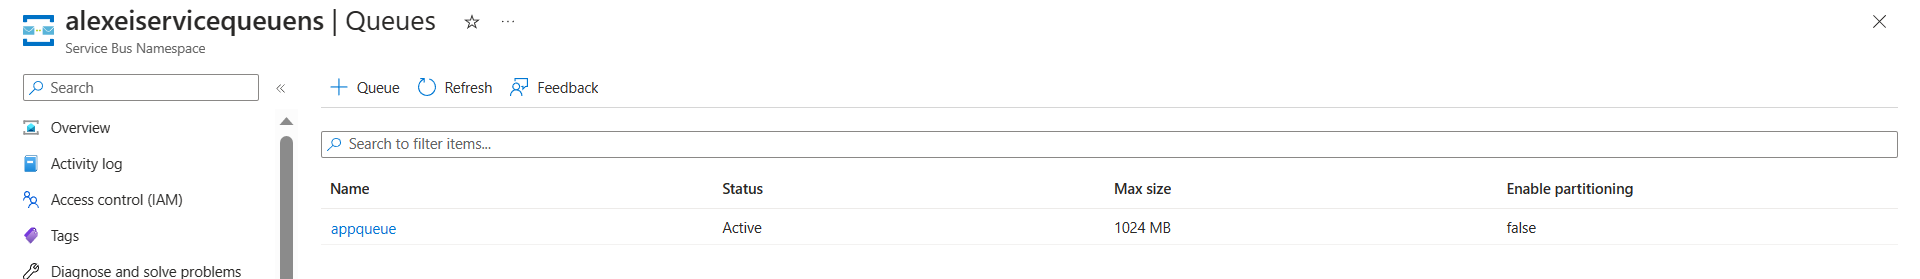 alexeiservicequeuens | Queues
Service Bus Namespace
Search
Overview
Activity log
Access control (IAM)
Tags
Diagnose and solve problems
Queue Refresh Feedback
Search to filter items...
Name Status Max size Enable partitioning
appqueue Active 1024 MB false